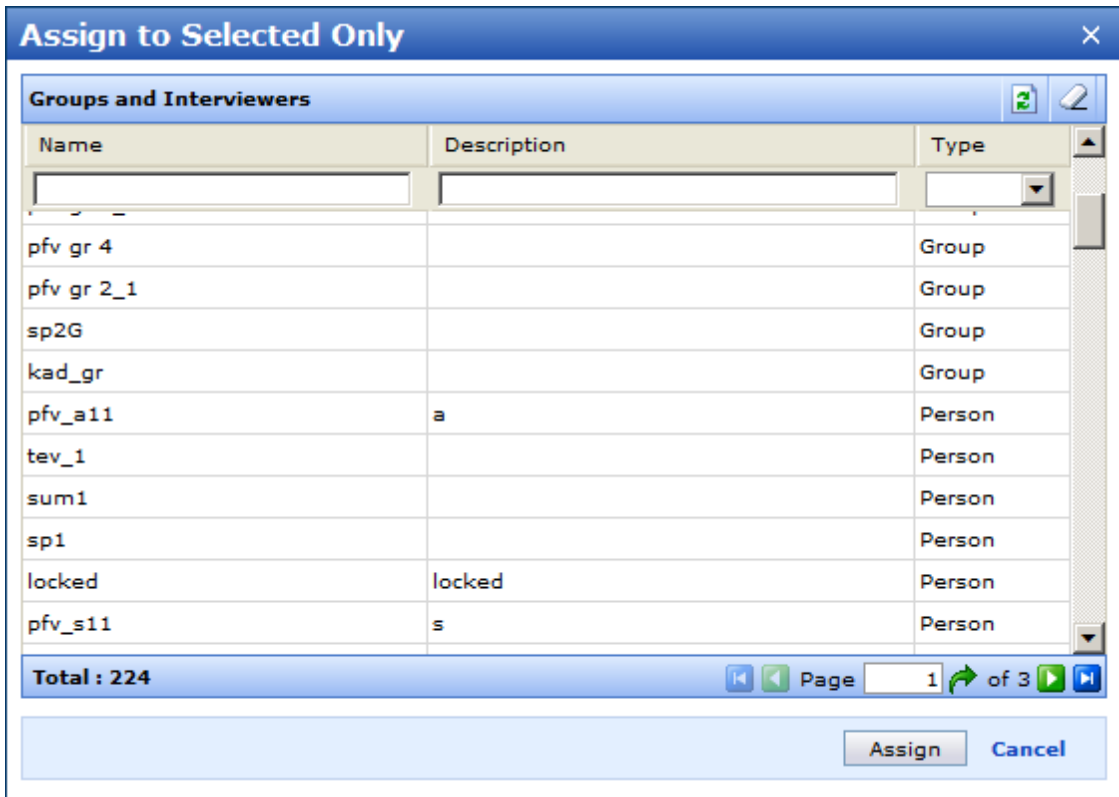 Assign to Selected Only
Groups and Interviewers
Name Description Type
pfv gr 4 Group
pfv gr 2_1 Group
sp2G Group
kad_gr Group
pfv_a11 a Person
tev_1 Person
sum1 Person
sp1 Person
locked locked Person
pfv_s11 s Person
Total : 224 Page 1 of 3
Assign Cancel